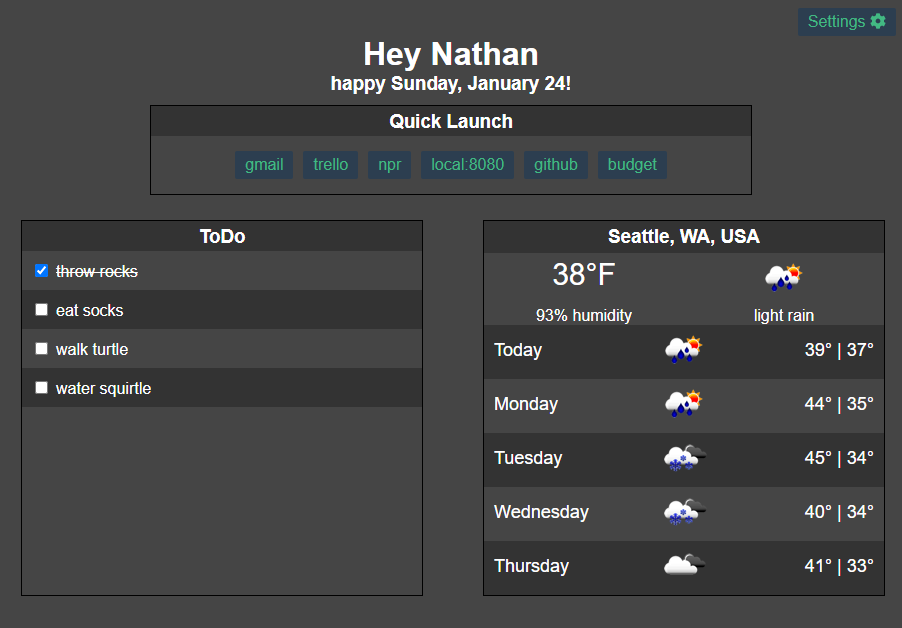 Settings
Hey Nathan
happy Sunday, January 24!
Quick Launch
gmail trello npr local:8080 github budget
ToDo
throw rocks
eat socks
walk turtle
water squirtle
Seattle, WA, USA
38°F
93% humidity light rain
Today 39° | 37°
Monday 44° | 35°
Tuesday 45° | 34°
Wednesday 40° | 34°
Thursday 41° | 33°